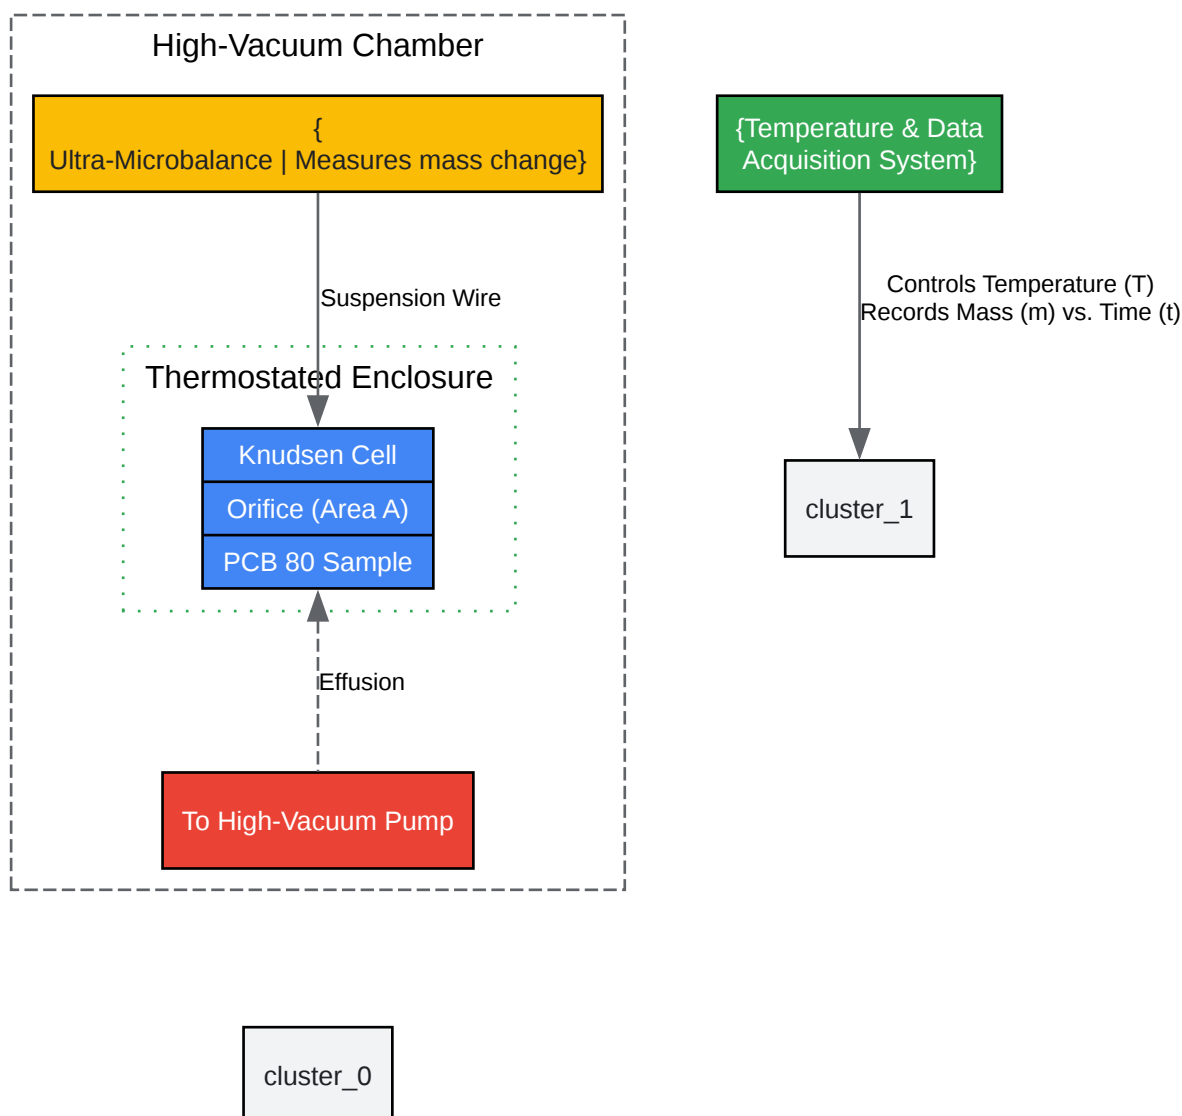 High-Vacuum Chamber
{
Ultra-Microbalance | Measures mass change}
{Temperature & Data
Acquisition System}
Suspension Wire
Controls Temperature (T)
Records Mass (m) vs. Time (t)
Thermostated Enclosure
Knudsen Cell
Orifice (Area A)
PCB 80 Sample
cluster_1
Effusion
To High-Vacuum Pump
cluster_0